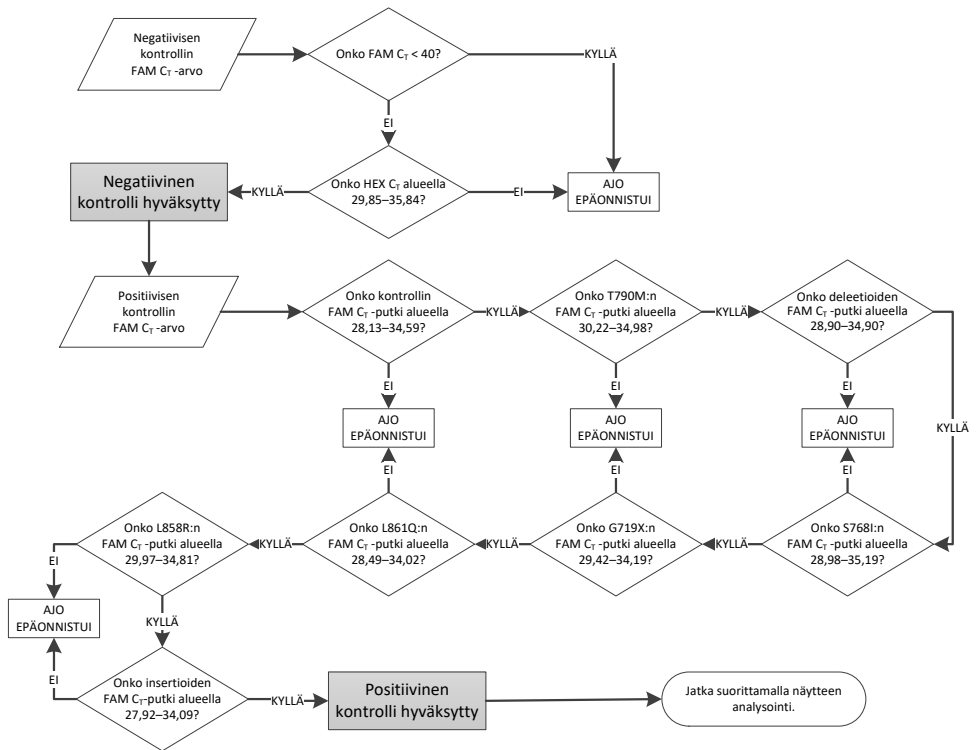 Negatiivisen
kontrollin
FAM CT -arvo
Onko FAM CT < 40?
KYLLÄ
EI
Negatiivinen
kontrolli hyväksytty
KYLLÄ
Onko HEX CT alueella
29,85–35,84?
EI
AJO
EPÄONNISTUI
Positiivisen
kontrollin
FAM CT -arvo
Onko kontrollin
FAM CT -putki alueella
28,13–34,59?
KYLLÄ
Onko T790M:n
FAM CT -putki alueella
30,22–34,98?
KYLLÄ
Onko deleetioiden
FAM CT -putki alueella
28,90–34,90?
EI
EI
EI
AJO
EPÄONNISTUI
AJO
EPÄONNISTUI
AJO
EPÄONNISTUI
KYLLÄ
EI
EI
EI
Onko L858R:n
FAM CT -putki alueella
29,97–34,81?
KYLLÄ
Onko L861Q:n
FAM CT -putki alueella
28,49–34,02?
KYLLÄ
Onko G719X:n
FAM CT -putki alueella
29,42–34,19?
KYLLÄ
Onko S768I:n
FAM CT -putki alueella
28,98–35,19?
EI
AJO
EPÄONNISTUI
KYLLÄ
EI
Onko insertioiden
FAM CT-putki alueella
27,92–34,09?
KYLLÄ
Positiivinen
kontrolli hyväksytty
Jatka suorittamalla näytteen
analysointi.